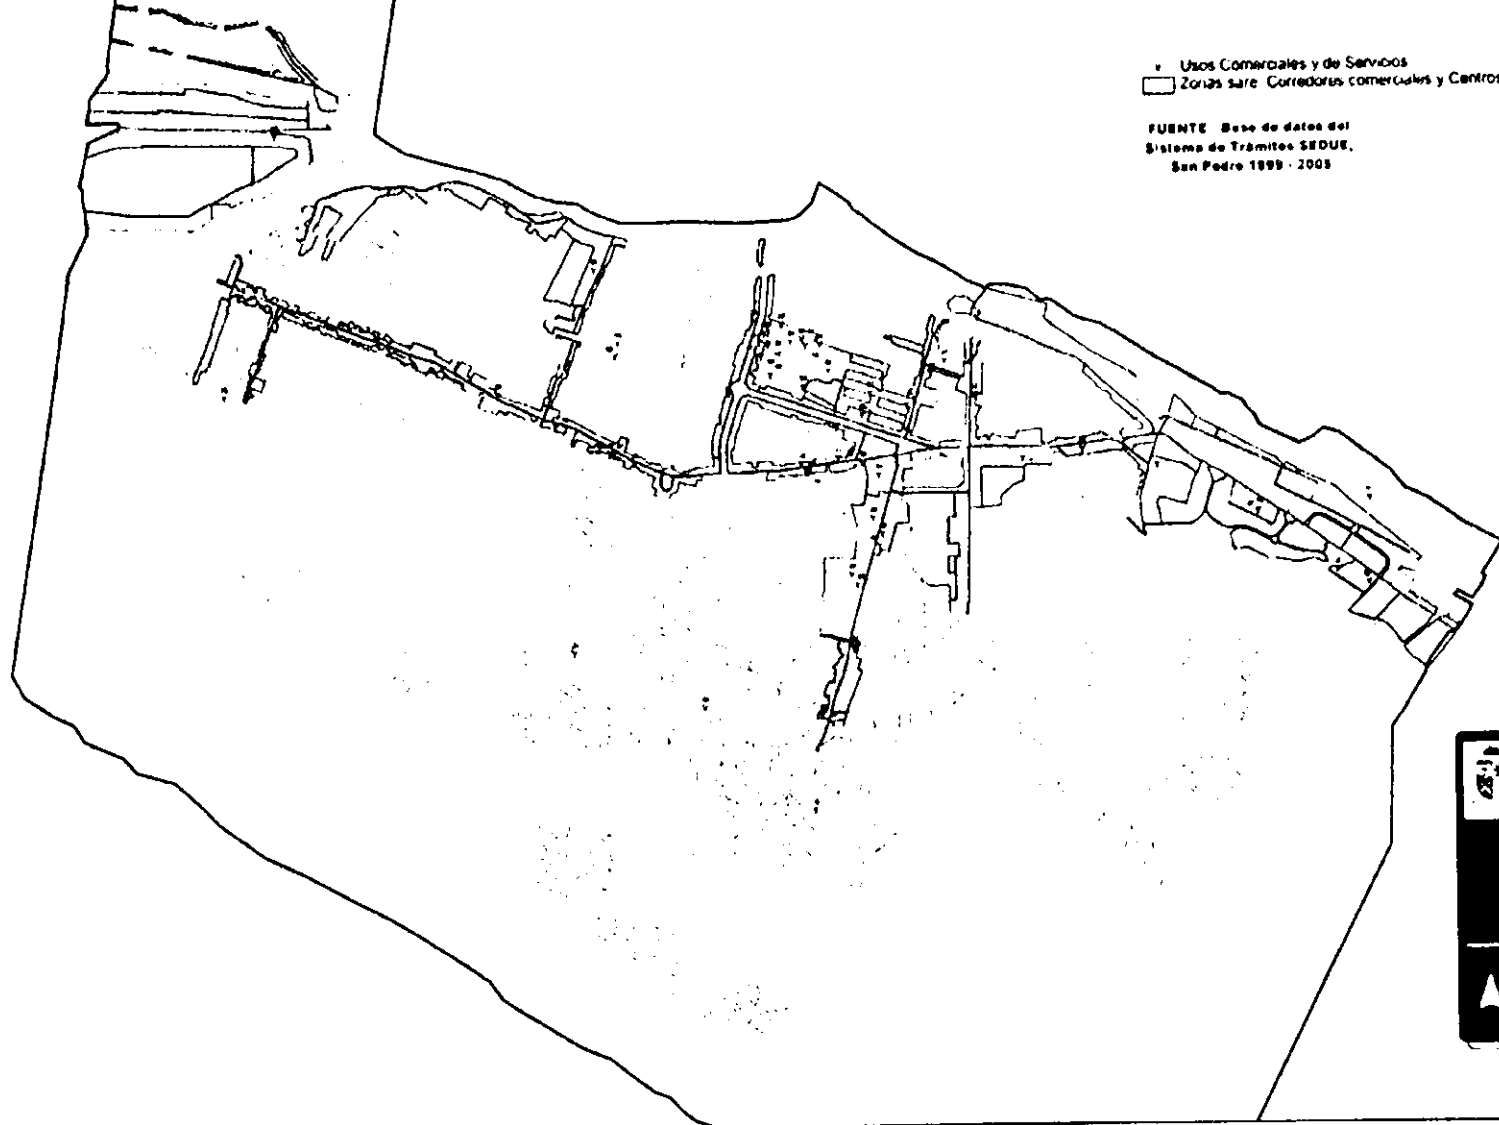 Usos Comerciales y de Servicios
Zonas sare Corredores comerciales y Centros
FUENTE Base de datos del
Sistema de Trámites SEDUE,
San Pedro 1999 - 2005